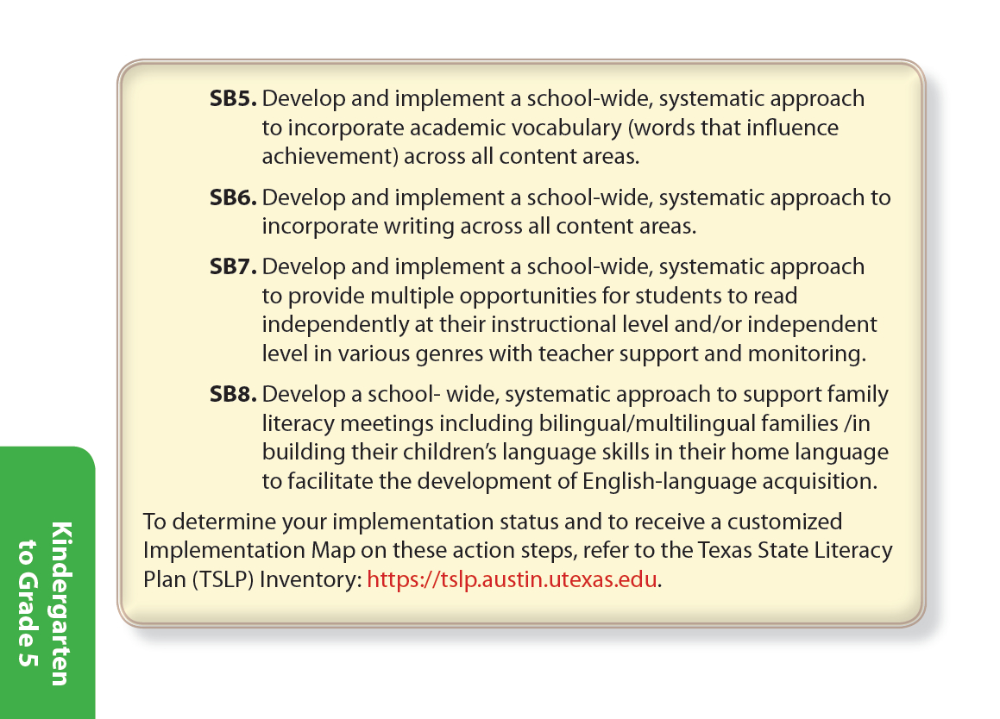 SB5. Develop and implement a school-wide, systematic approach
to incorporate academic vocabulary (words that influence
achievement) across all content areas.
SB6. Develop and implement a school-wide, systematic approach to
incorporate writing across all content areas.
SB7. Develop and implement a school-wide, systematic approach
to provide multiple opportunities for students to read
independently at their instructional level and/or independent
level in various genres with teacher support and monitoring.
SB8. Develop a school- wide, systematic approach to support family
literacy meetings including bilingual/multilingual families /in
building their children’s language skills in their home language
to facilitate the development of English-language acquisition.
To determine your implementation status and to receive a customized
Implementation Map on these action steps, refer to the Texas State Literacy
Plan (TSLP) Inventory: https://tslp.austin.utexas.edu.
Kindergarten
to Grade 5